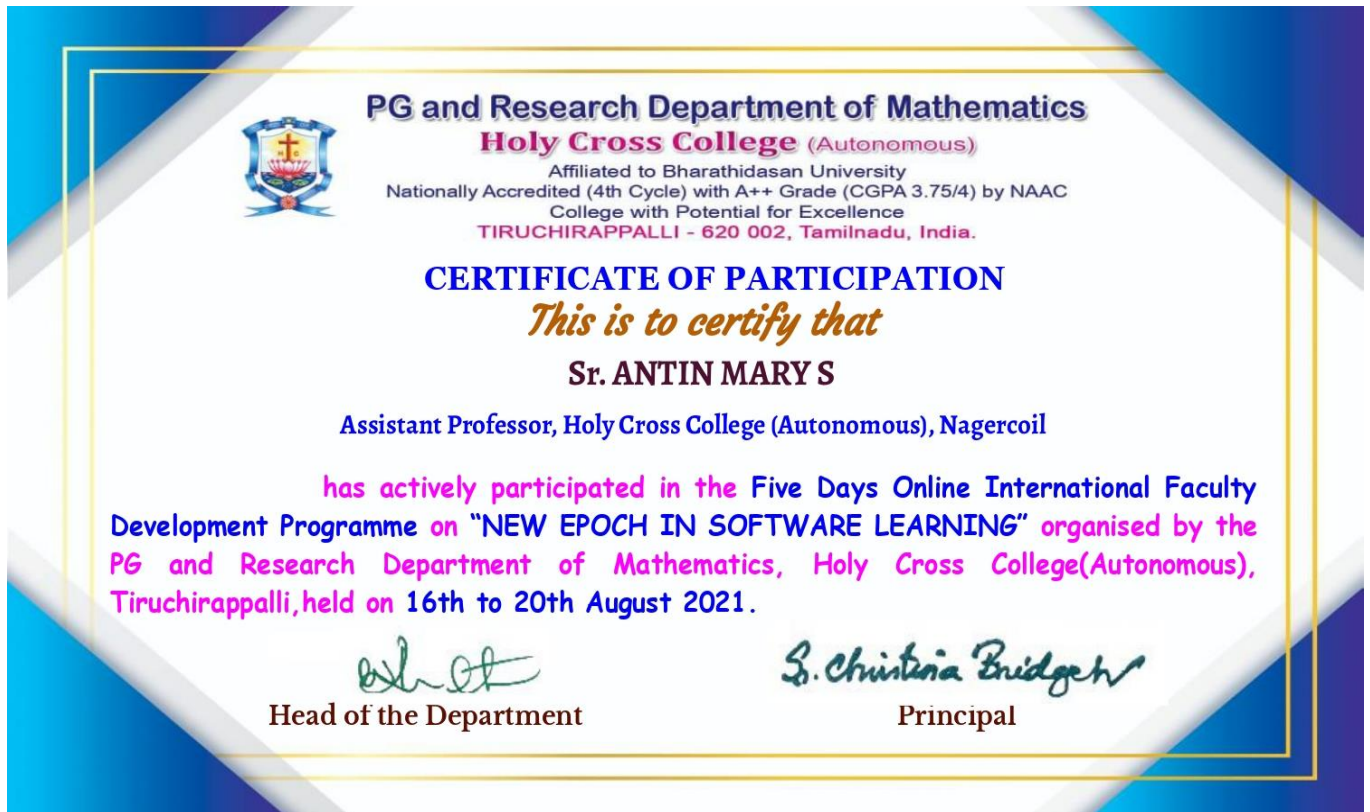 PG and Research Department of Mathematics
Holy Cross College (Autonomous)
Affiliated to Bharathidasan University
Nationally Accredited (4th Cycle) with A++ Grade (CGPA 3.75/4) by NAAC
College with Potential for Excellence
TIRUCHIRAPPALLI - 620 002, Tamilnadu, India.
CERTIFICATE OF PARTICIPATION
This is to certify that
Sr. ANTIN MARY S
Assistant Professor, Holy Cross College (Autonomous), Nagercoil
has actively participated in the Five Days Online International Faculty
Development Programme on “NEW EPOCH IN SOFTWARE LEARNING” organised by the
PG and Research Department of Mathematics, Holy Cross College(Autonomous),
Tiruchirappalli,held on 16th to 20th August 2021.
Sr. Christina Bridget
Head of the Department
Principal